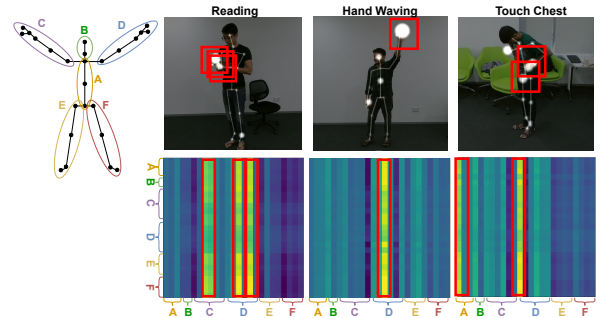 Reading Hand Waving Touch Chest
C B D
A
E F
A
B
C
D
E
F
A B C D E F A B C D E F A B C D E F